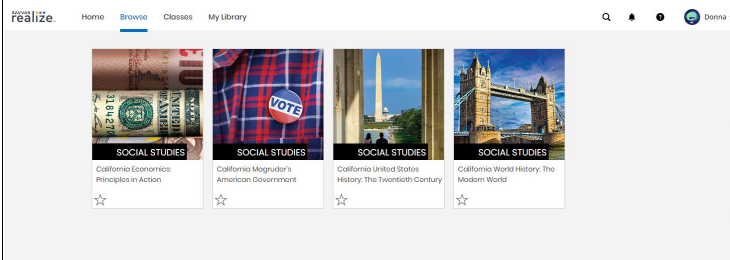 SAVVAS
realize.
Home Browse Classes My Library
Donna
VOTE
SOCIAL STUDIES
California Economics:
Principles in Action
SOCIAL STUDIES
California Magruder's
American Government
SOCIAL STUDIES
California United States
History: The Twentieth Century
SOCIAL STUDIES
California World History: The
Modern World